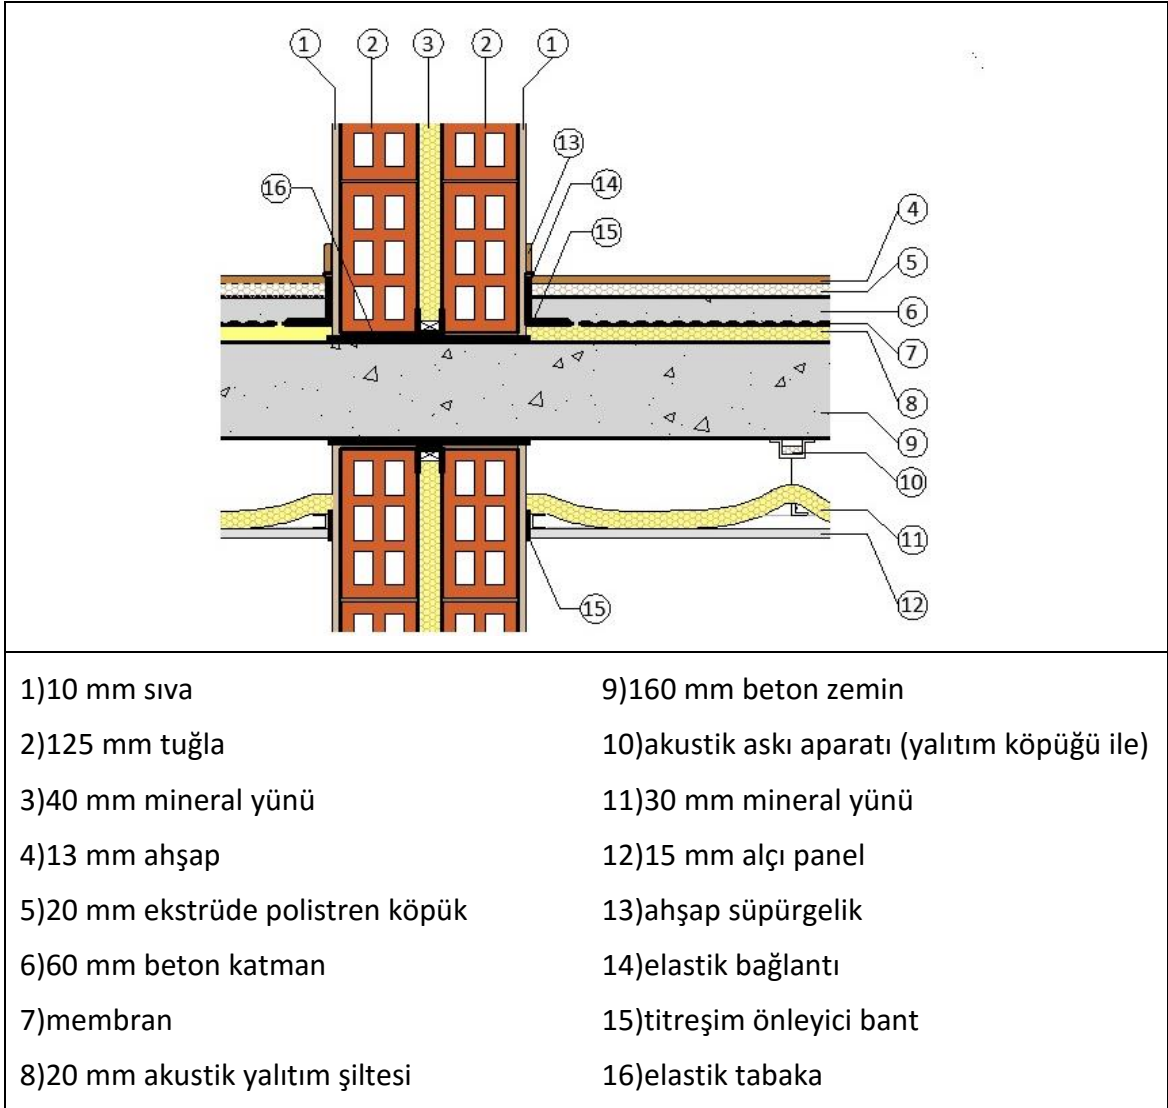 1 2 3 2 1
13
16
14
4
15
5
6
7
8
9
10
11
15
12
1)10 mm sıva
2)125 mm tuğla
3)40 mm mineral yünü
4)13 mm ahşap
5)20 mm ekstrüde polistren köpük
6)60 mm beton katman
7)membran
8)20 mm akustik yalıtım şiltesi
9)160 mm beton zemin
10)akustik askı aparatı (yalıtım köpüğü ile)
11)30 mm mineral yünü
12)15 mm alçı panel
13)ahşap süpürgelik
14)elastik bağlantı
15)titreşim önleyici bant
16)elastik tabaka